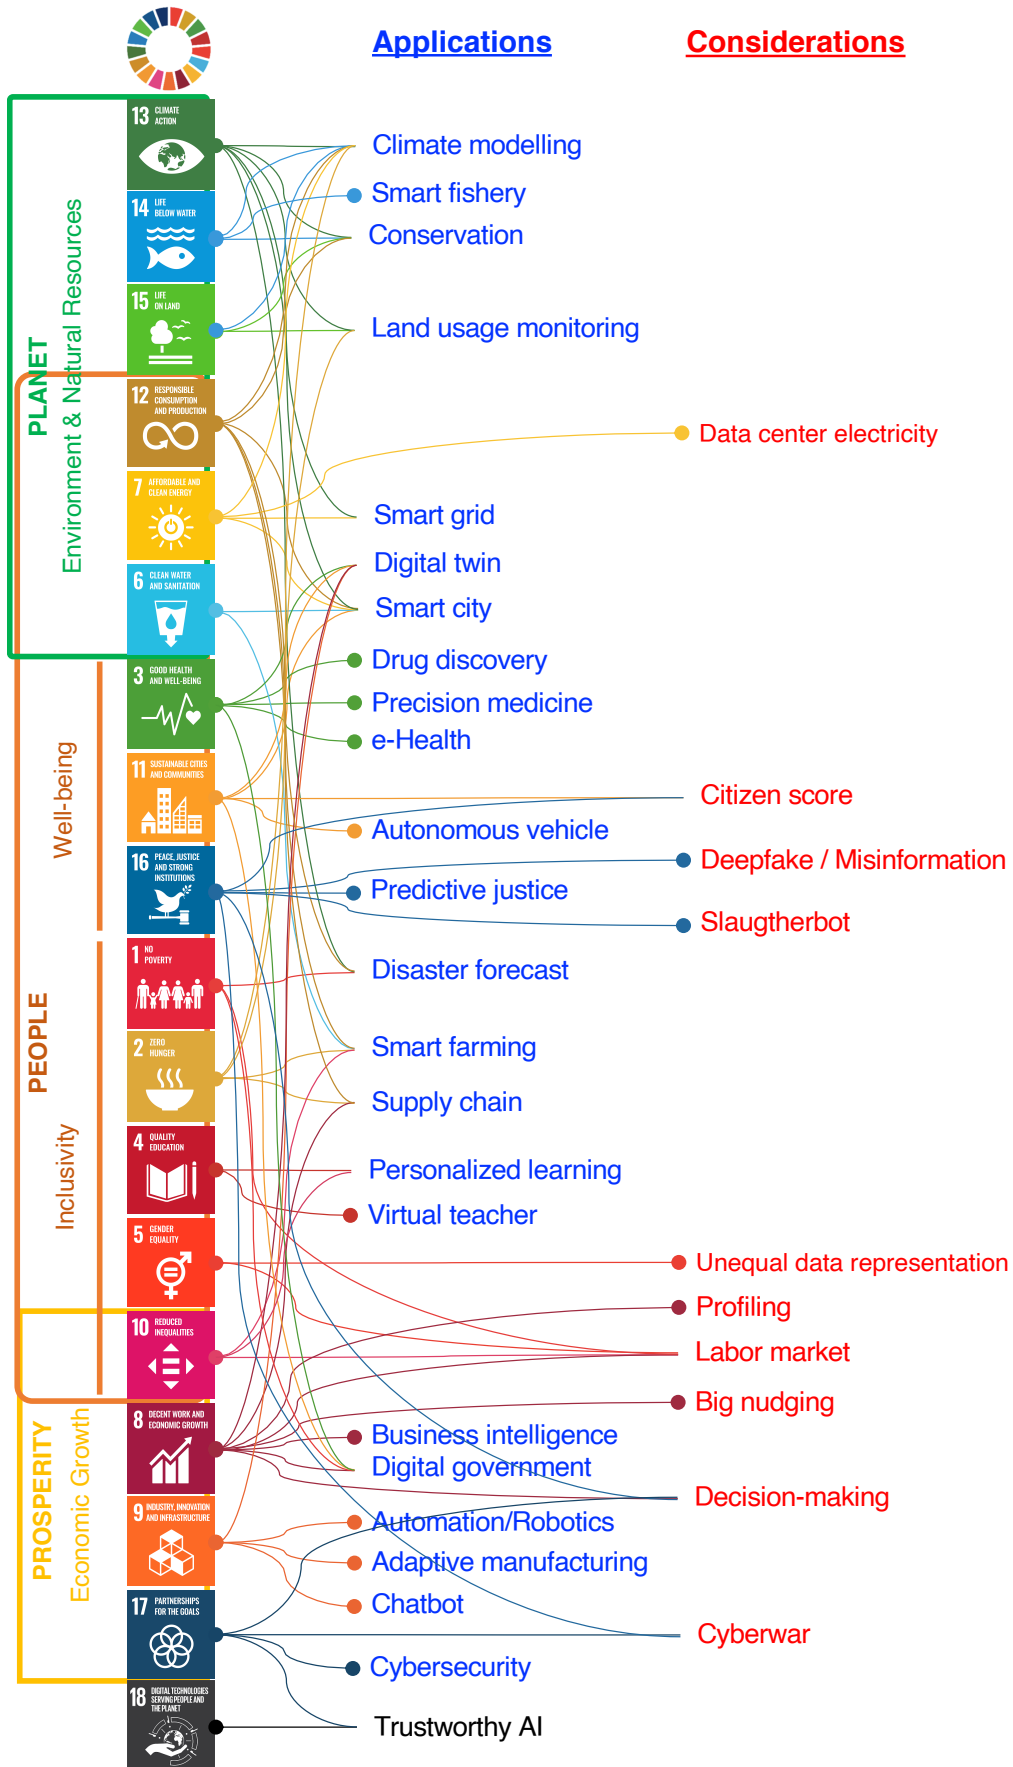 Applications
Considerations
PLANET
Environment & Natural Resources
PEOPLE
Well-being
Inclusivity
PROSPERITY
Economic Growth
13 CLIMATE
ACTION
14 LIFE
BELOW WATER
15 LIFE
ON LAND
12 RESPONSIBLE
CONSUMPTION
AND PRODUCTION
7 AFFORDABLE AND
CLEAN ENERGY
6 CLEAN WATER
AND SANITATION
3 GOOD HEALTH
AND WELL-BEING
11 SUSTAINABLE CITIES
AND COMMUNITIES
16 PEACE, JUSTICE
AND STRONG
INSTITUTIONS
1 NO
POVERTY
2 ZERO
HUNGER
4 QUALITY
EDUCATION
5 GENDER
EQUALITY
10 REDUCED
INEQUALITIES
8 DECENT WORK AND
ECONOMIC GROWTH
9 INDUSTRY, INNOVATION
AND INFRASTRUCTURE
17 PARTNERSHIPS
FOR THE GOALS
18 DIGITAL TECHNOLOGIES
SERVING PEOPLE AND
THE PLANET
Climate modelling
Smart fishery
Conservation
Land usage monitoring
Smart grid
Digital twin
Smart city
Drug discovery
Precision medicine
e-Health
Autonomous vehicle
Predictive justice
Disaster forecast
Smart farming
Supply chain
Personalized learning
Virtual teacher
Business intelligence
Digital government
Automation/Robotics
Adaptive manufacturing
Chatbot
Cybersecurity
Trustworthy AI
Data center electricity
Citizen score
Deepfake / Misinformation
Slaugtherbot
Unequal data representation
Profiling
Labor market
Big nudging
Decision-making
Cyberwar